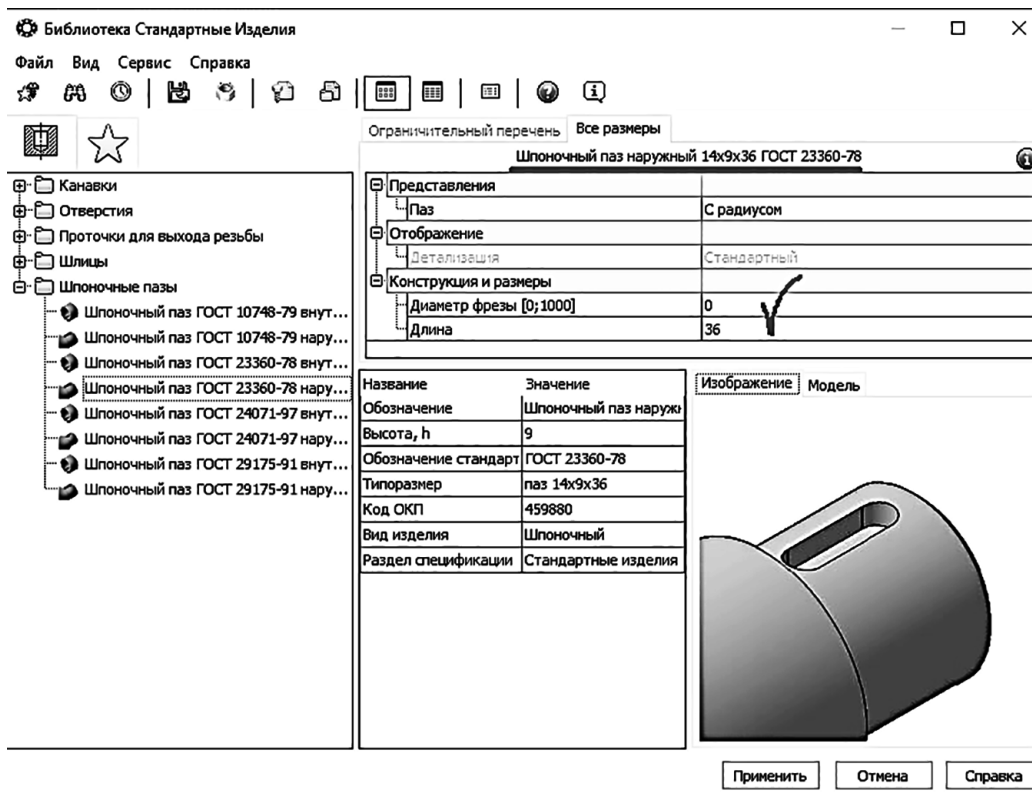 Библиотека Стандартные Изделия
Файл Вид Сервис Справка
Ограничительный перечень Все размеры
Шпоночный паз наружный 14x9x36 ГОСТ 23360-78
Канавки
Отверстия
Проточки для выхода резьбы
Шлицы
Шпоночные пазы
Шпоночный паз ГОСТ 10748-79 внут...
Шпоночный паз ГОСТ 10748-79 нару...
Шпоночный паз ГОСТ 23360-78 внут...
Шпоночный паз ГОСТ 23360-78 нару...
Шпоночный паз ГОСТ 24071-97 внут...
Шпоночный паз ГОСТ 24071-97 нару...
Шпоночный паз ГОСТ 29175-91 внут...
Шпоночный паз ГОСТ 29175-91 нару...
Представления
Паз С радиусом
Отображение
Детализация Стандартный
Конструкция и размеры
Диаметр фрезы [0;1000] 0
Длина 36
Название Значение
Обозначение Шпоночный паз наружн
Высота, h 9
Обозначение стандарт ГОСТ 23360-78
Типоразмер паз 14x9x36
Код ОКП 459880
Вид изделия Шпоночный
Раздел спецификации Стандартные изделия
Изображение Модель
Применить Отмена Справка